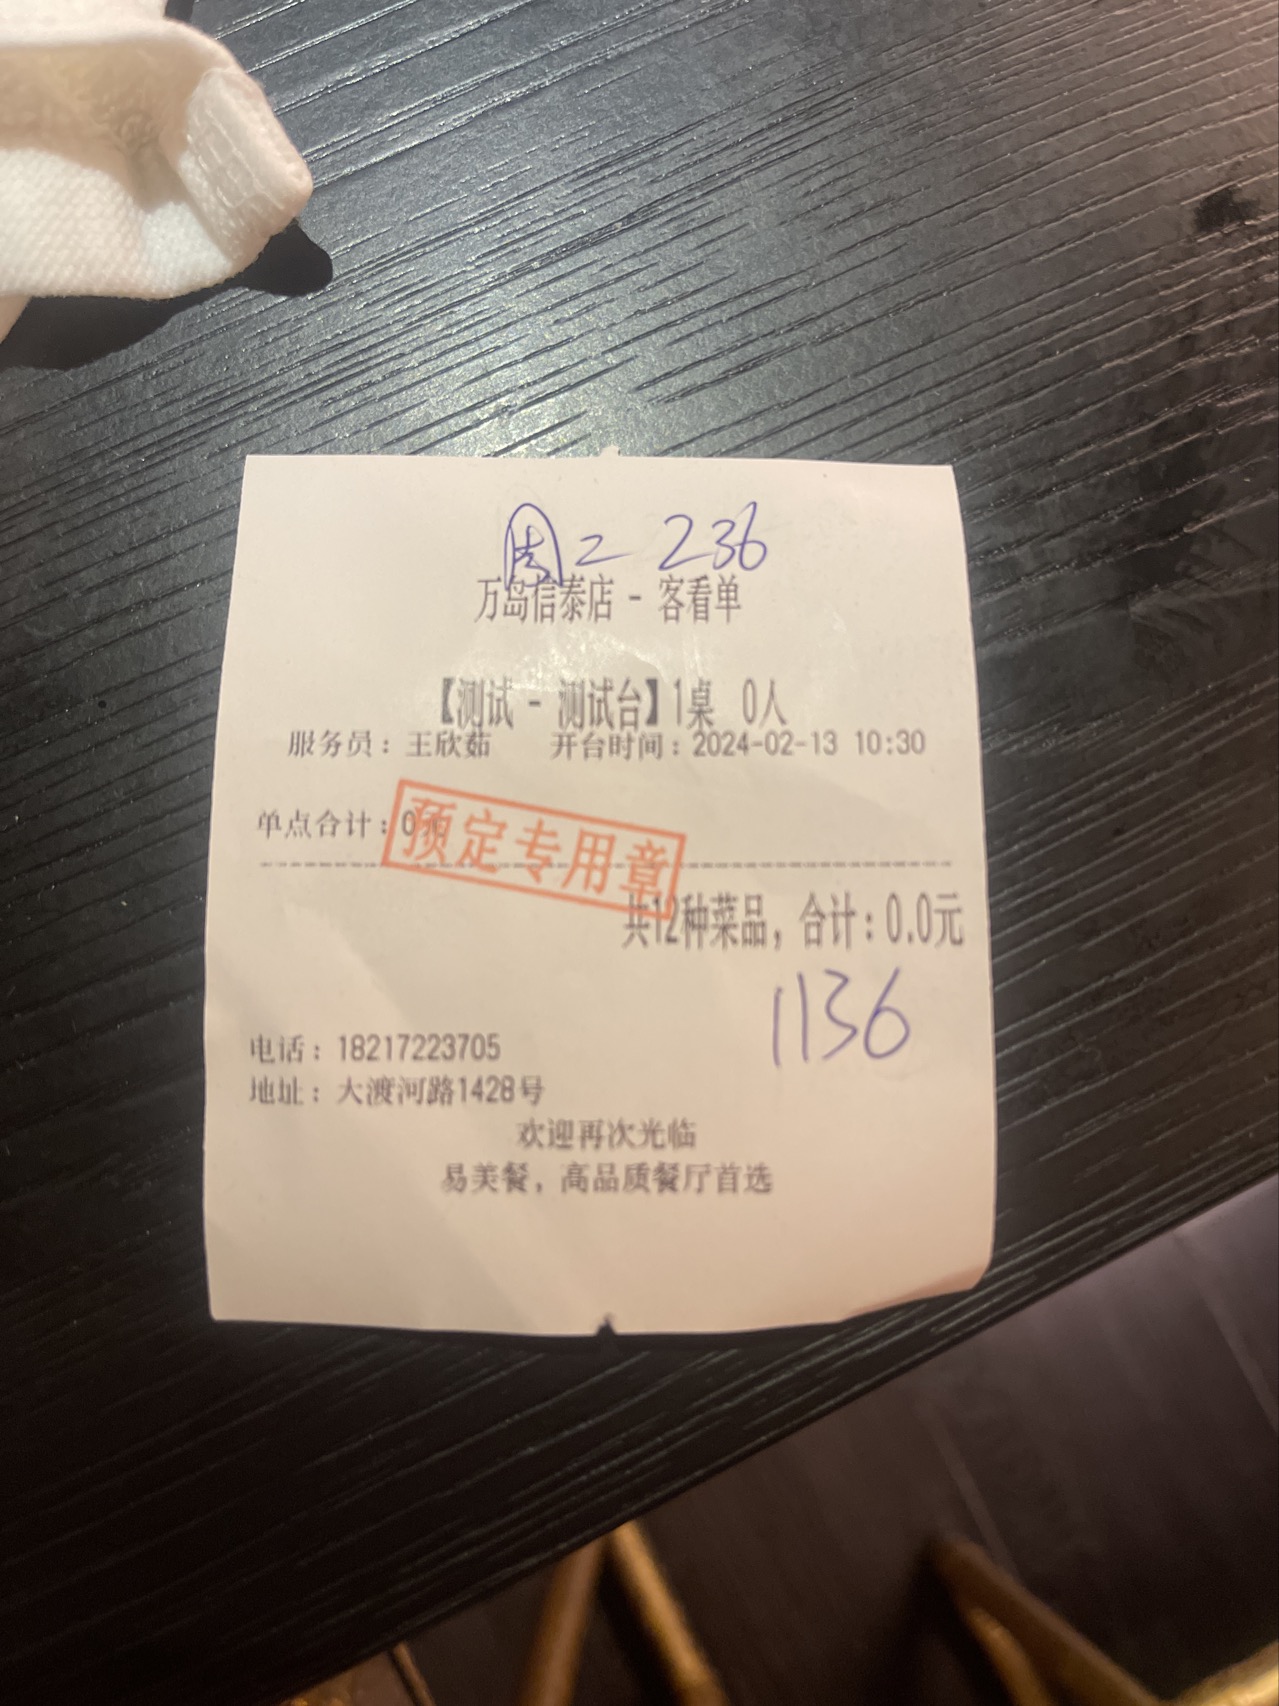 周二 236
万岛信泰店 - 客看单
【测试 - 测试台】1桌 0人
服务员：王欣茹 开台时间：2024-02-13 10:30
单点合计：0元
预定专用章
共12种菜品，合计：0.0元
1136
电话：18217223705
地址：大渡河路1428号
欢迎再次光临
易美餐，高品质餐厅首选